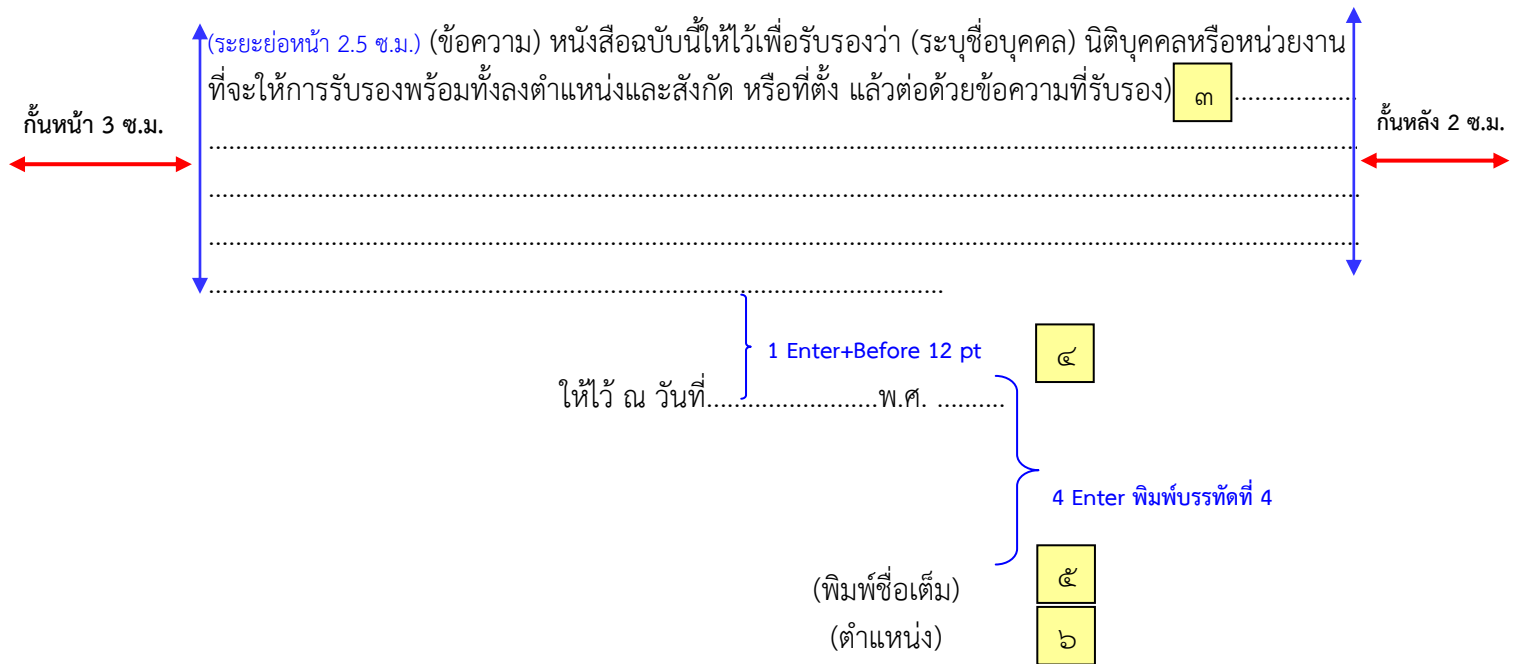 (ระยะย่อหน้า 2.5 ซ.ม.) (ข้อความ) หนังสือฉบับนี้ให้ไว้เพื่อรับรองว่า (ระบุชื่อบุคคล) นิติบุคคลหรือหน่วยงาน
ที่จะให้การรับรองพร้อมทั้งลงตำแหน่งและสังกัด หรือที่ตั้ง แล้วต่อด้วยข้อความที่รับรอง) ๓ ..................
กั้นหน้า 3 ซ.ม.
กั้นหลัง 2 ซ.ม.
1 Enter+Before 12 pt
๔
ให้ไว้ ณ วันที่.........................พ.ศ. ..........
4 Enter พิมพ์บรรทัดที่ 4
(พิมพ์ชื่อเต็ม) ๕
(ตำแหน่ง) ๖